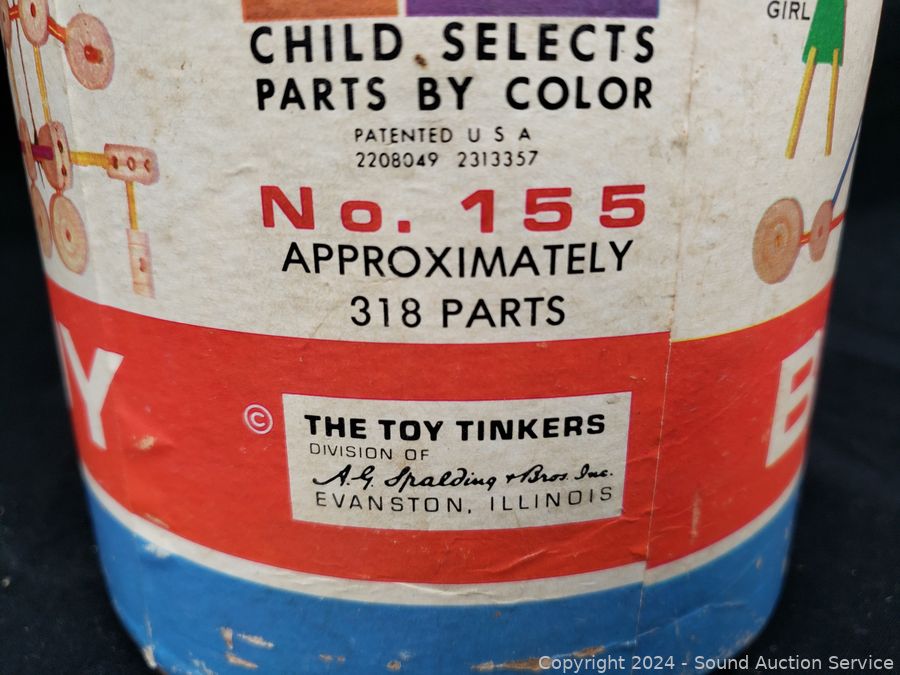 GIRL
CHILD SELECTS
PARTS BY COLOR
PATENTED U S A
2208049 2313357
No. 155
APPROXIMATELY
318 PARTS
Y
E
©
THE TOY TINKERS
DIVISION OF
A.G. Spalding + Bros. Inc.
EVANSTON, ILLINOIS
Copyright 2024 - Sound Auction Service